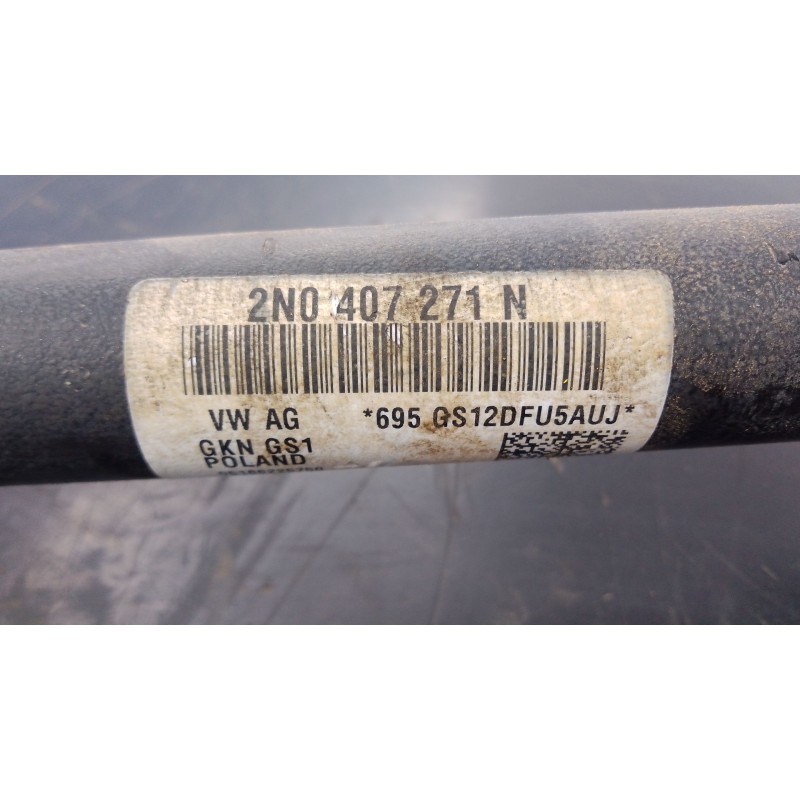 2N0 407 271 N
VW AG *695 GS12DFU5AUJ*
GKN GS1
POLAND